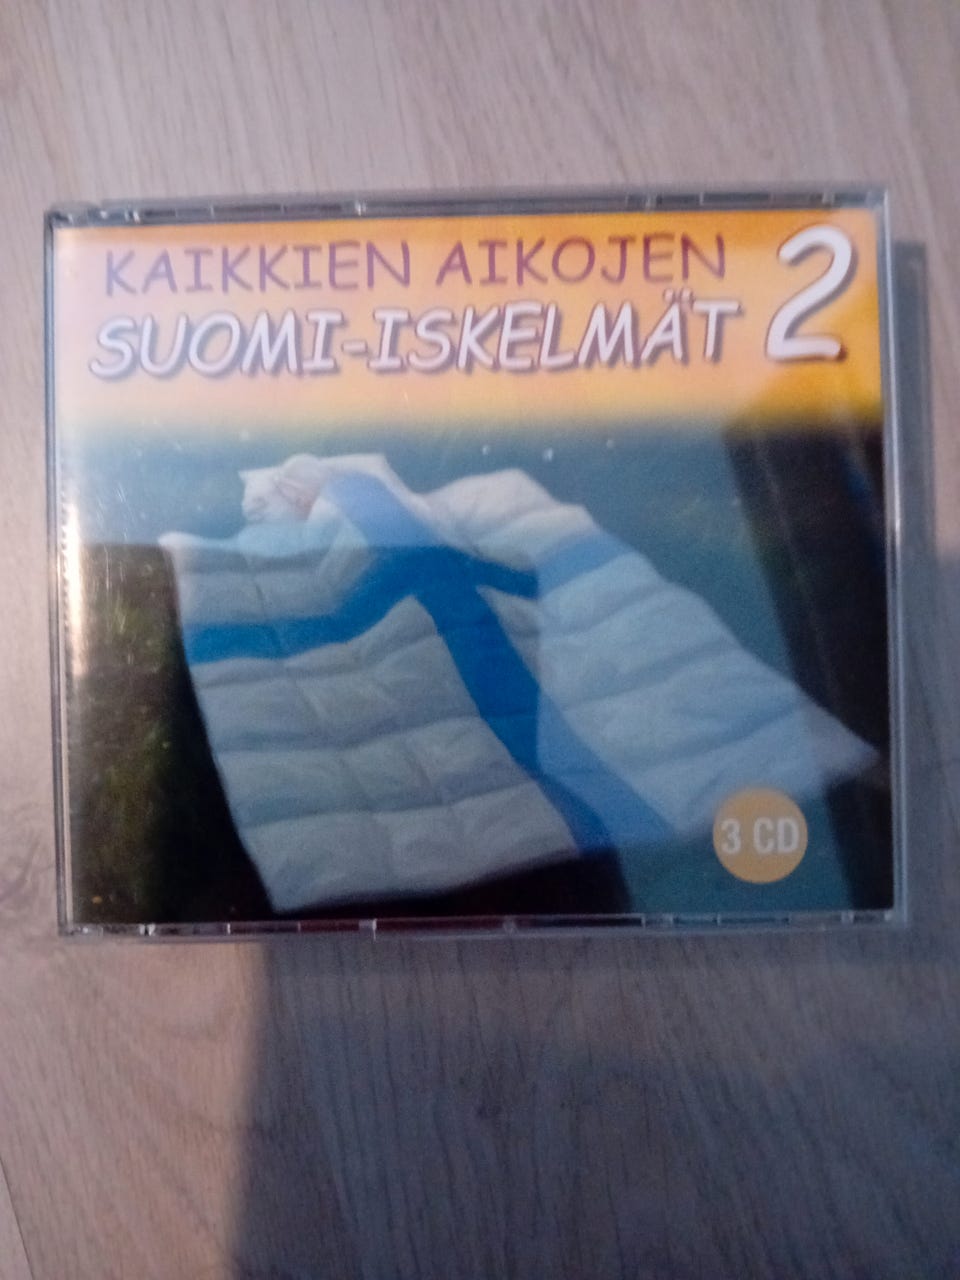 KAIKKIEN AIKOJEN
SUOMI-ISKELMÄT 2
3 CD